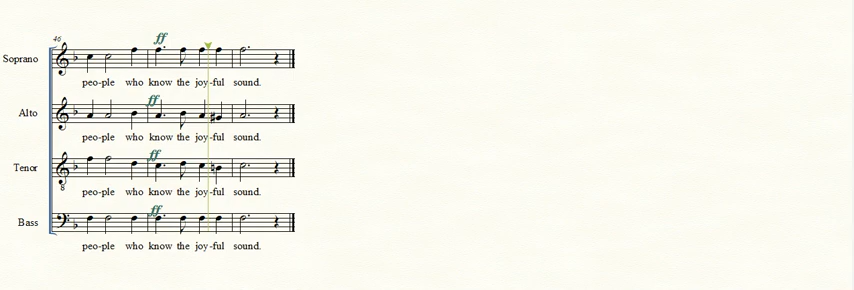 46
ff
Soprano
peo-ple who know the joy-ful sound.
ff
Alto
peo-ple who know the joy-ful sound.
ff
Tenor
8
peo-ple who know the joy-ful sound.
ff
Bass
peo-ple who know the joy-ful sound.